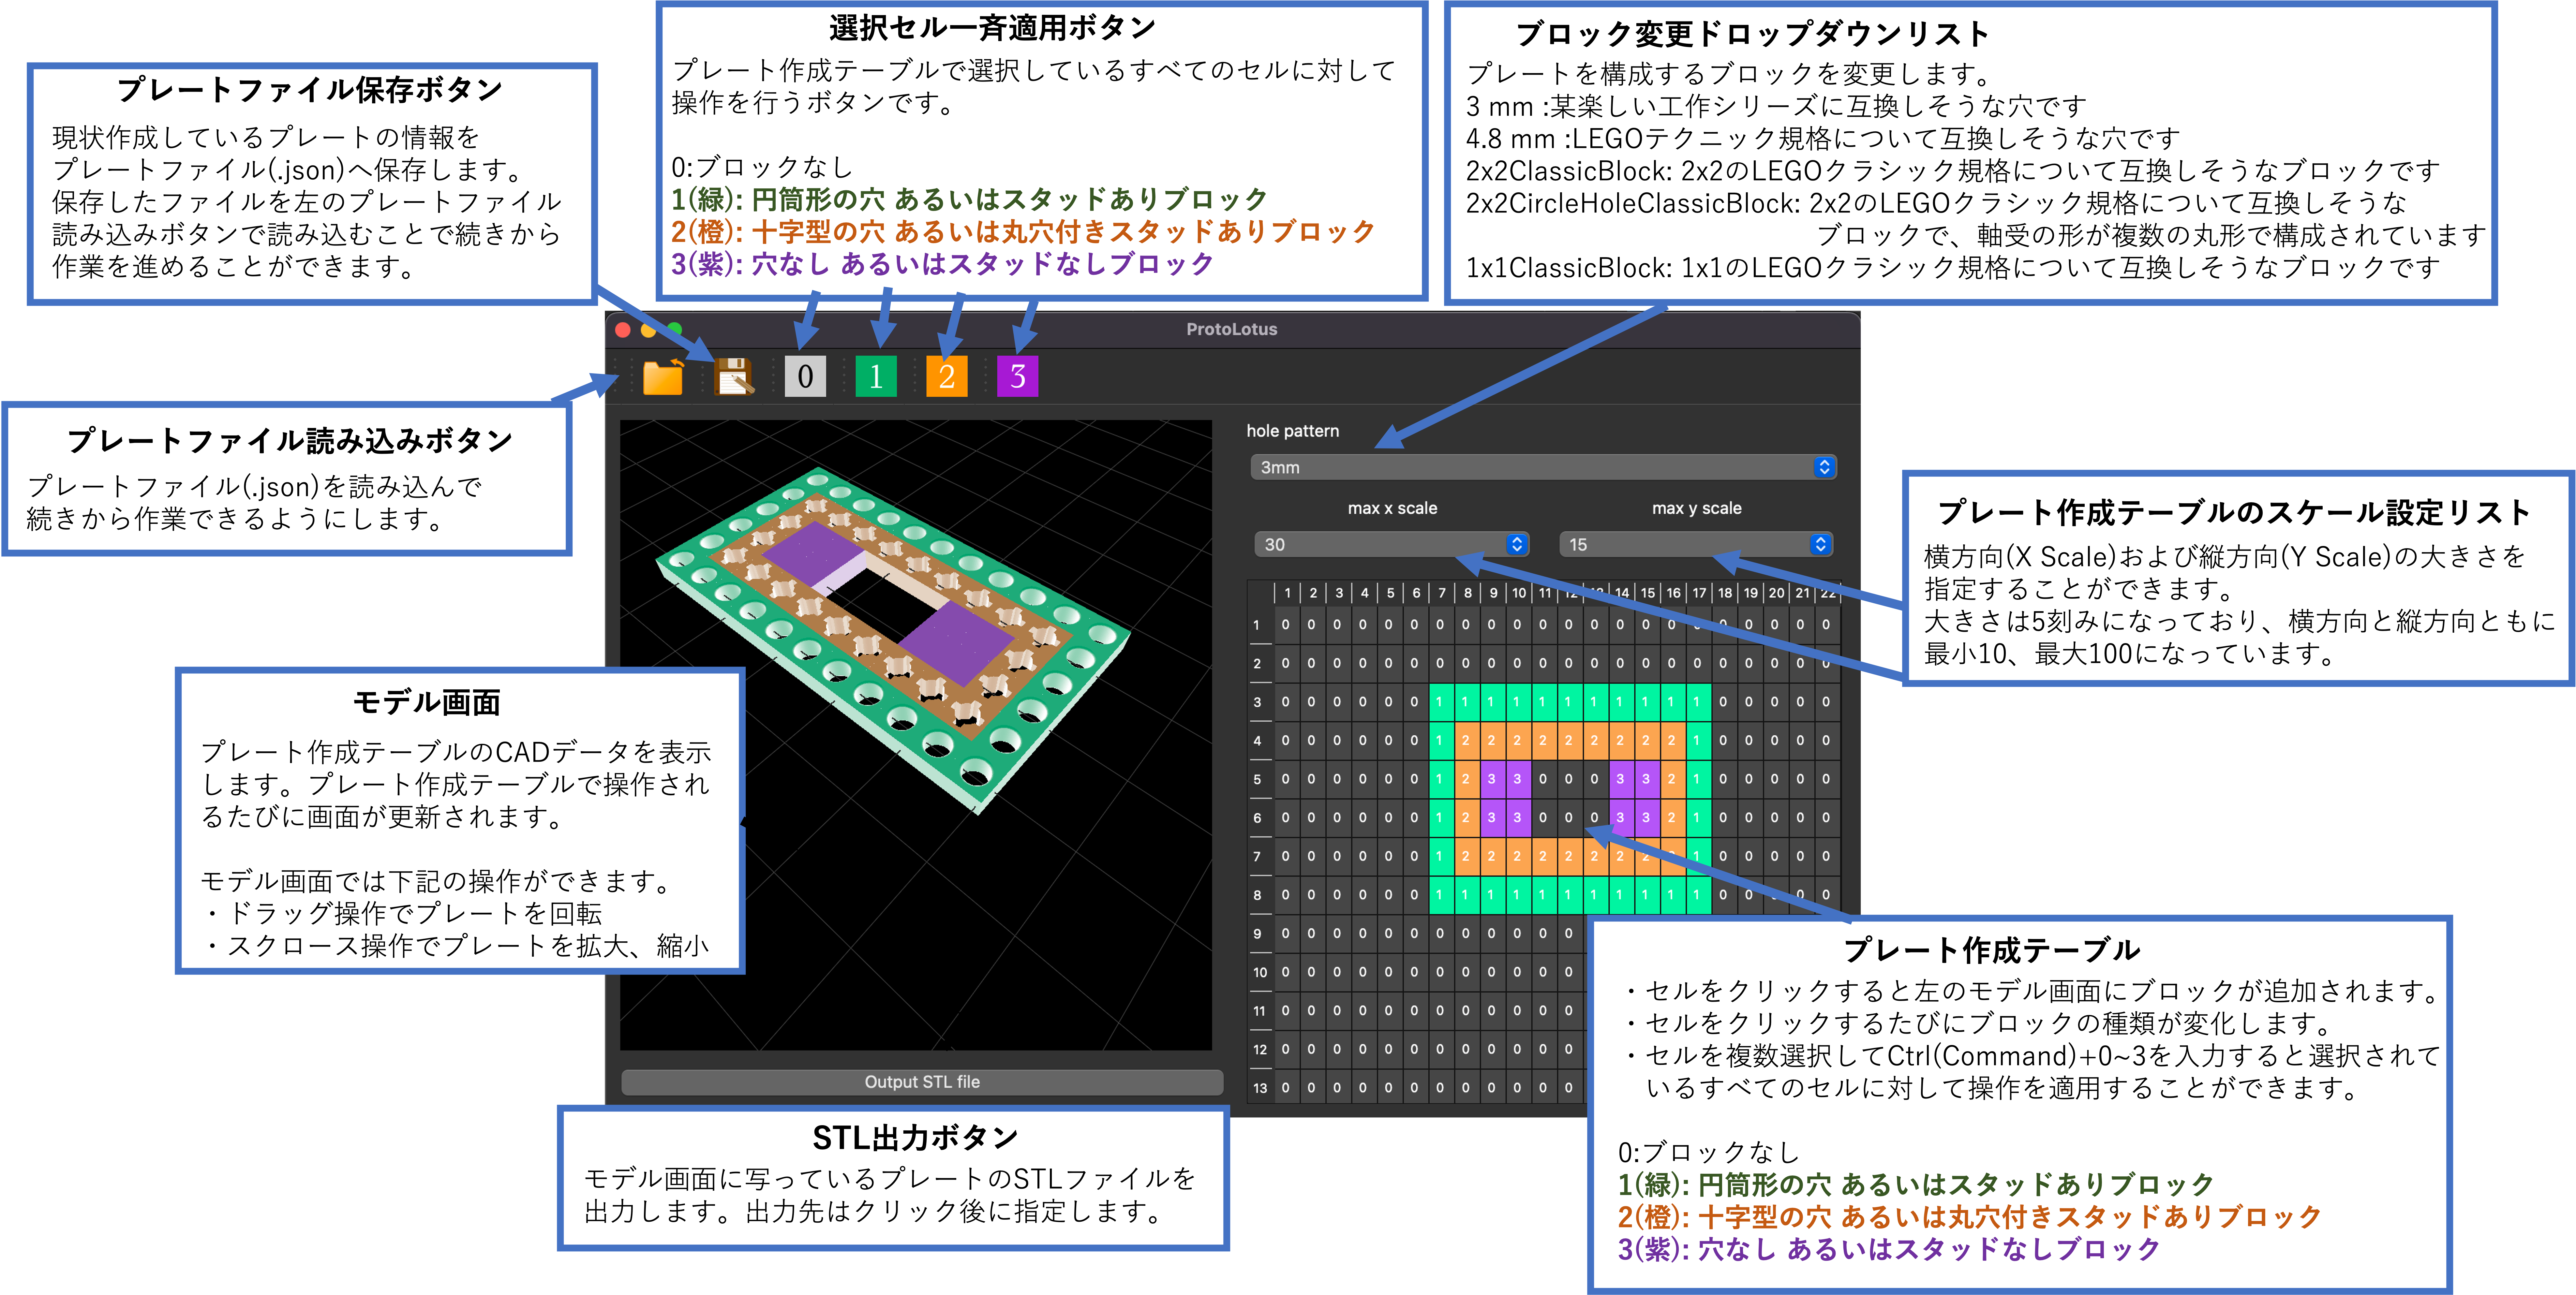 選択セル一斉適用ボタン
プレート作成テーブルで選択しているすべてのセルに対して
操作を行うボタンです。
0:ブロックなし
1(緑): 円筒形の穴 あるいはスタッドありブロック
2(橙): 十字型の穴 あるいは丸穴付きスタッドありブロック
3(紫): 穴なし あるいはスタッドなしブロック
ブロック変更ドロップダウンリスト
プレートを構成するブロックを変更します。
3 mm :某楽しい工作シリーズに互換しそうな穴です
4.8 mm :LEGOテクニック規格について互換しそうな穴です
2x2ClassicBlock: 2x2のLEGOクラシック規格について互換しそうなブロックです
2x2CircleHoleClassicBlock: 2x2のLEGOクラシック規格について互換しそうな
ブロックで、軸受の形が複数の丸形で構成されています
1x1ClassicBlock: 1x1のLEGOクラシック規格について互換しそうなブロックです
プレートファイル保存ボタン
現状作成しているプレートの情報を
プレートファイル(.json)へ保存します。
保存したファイルを左のプレートファイル
読み込みボタンで読み込むことで続きから
作業を進めることができます。
ProtoLotus
0 1 2 3
プレートファイル読み込みボタン
プレートファイル(.json)を読み込んで
続きから作業できるようにします。
hole pattern
3mm
max x scale max y scale
30 15
プレート作成テーブルのスケール設定リスト
横方向(X Scale)および縦方向(Y Scale)の大きさを
指定することができます。
大きさは5刻みになっており、横方向と縦方向ともに
最小10、最大100になっています。
1 2 3 4 5 6 7 8 9 10 11 12 13 14 15 16 17 18 19 20 21 22
1 0 0 0 0 0 0 0 0 0 0 0 0 0 0 0 0 0 0 0 0 0 0
2 0 0 0 0 0 0 0 0 0 0 0 0 0 0 0 0 0 0 0 0 0 0
3 0 0 0 0 0 0 1 1 1 1 1 1 1 1 1 1 1 0 0 0 0 0
4 0 0 0 0 0 0 1 2 2 2 2 2 2 2 2 2 1 0 0 0 0 0
5 0 0 0 0 0 0 1 2 3 3 0 0 0 3 3 2 1 0 0 0 0 0
6 0 0 0 0 0 0 1 2 3 3 0 0 0 3 3 2 1 0 0 0 0 0
7 0 0 0 0 0 0 1 2 2 2 2 2 2 2 2 2 1 0 0 0 0 0
8 0 0 0 0 0 0 1 1 1 1 1 1 1 1 1 1 1 0 0 0 0 0
9 0 0 0 0 0 0 0 0 0 0 0 0
10 0 0 0 0 0 0 0 0 0 0 0 0
11 0 0 0 0 0 0 0 0 0 0 0 0
12 0 0 0 0 0 0 0 0 0 0 0 0
13 0 0 0 0 0 0 0 0 0 0 0 0
モデル画面
プレート作成テーブルのCADデータを表示
します。プレート作成テーブルで操作され
るたびに画面が更新されます。
モデル画面では下記の操作ができます。
・ドラッグ操作でプレートを回転
・スクロース操作でプレートを拡大、縮小
Output STL file
STL出力ボタン
モデル画面に写っているプレートのSTLファイルを
出力します。出力先はクリック後に指定します。
プレート作成テーブル
・セルをクリックすると左のモデル画面にブロックが追加されます。
・セルをクリックするたびにブロックの種類が変化します。
・セルを複数選択してCtrl(Command)+0~3を入力すると選択されて
いるすべてのセルに対して操作を適用することができます。
0:ブロックなし
1(緑): 円筒形の穴 あるいはスタッドありブロック
2(橙): 十字型の穴 あるいは丸穴付きスタッドありブロック
3(紫): 穴なし あるいはスタッドなしブロック